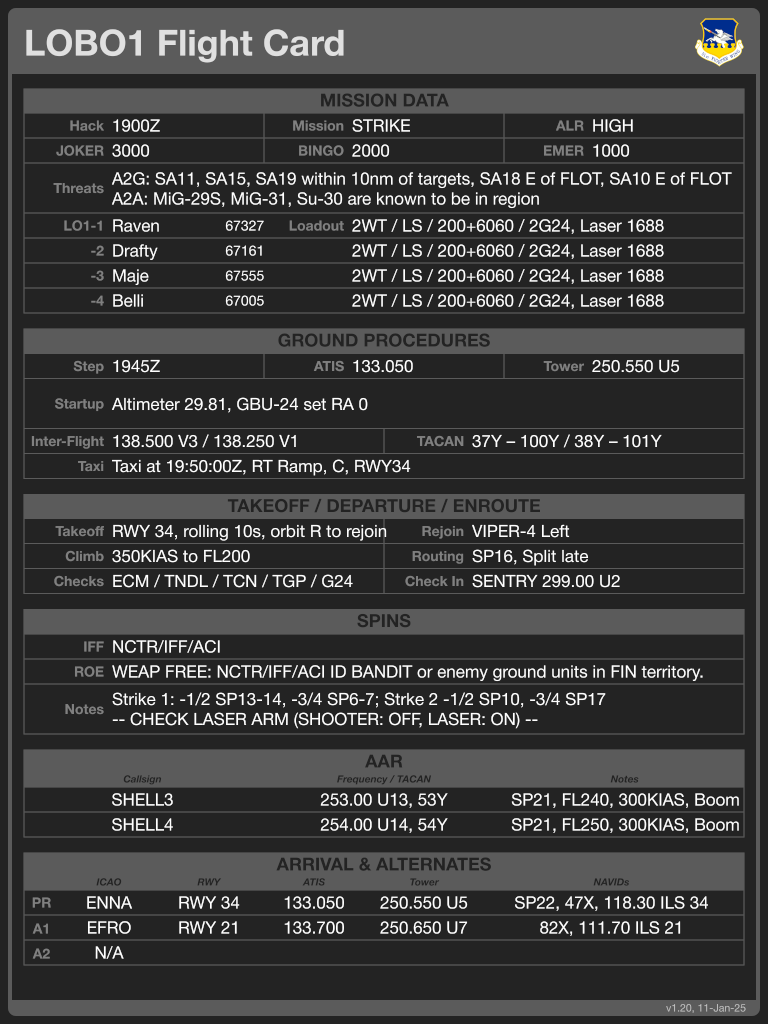 LOBO1 Flight Card
MISSION DATA
Hack 1900Z Mission STRIKE ALR HIGH
JOKER 3000 BINGO 2000 EMER 1000
Threats A2G: SA11, SA15, SA19 within 10nm of targets, SA18 E of FLOT, SA10 E of FLOT
A2A: MiG-29S, MiG-31, Su-30 are known to be in region
LO1-1 Raven 67327 Loadout 2WT / LS / 200+6060 / 2G24, Laser 1688
-2 Drafty 67161 2WT / LS / 200+6060 / 2G24, Laser 1688
-3 Maje 67555 2WT / LS / 200+6060 / 2G24, Laser 1688
-4 Belli 67005 2WT / LS / 200+6060 / 2G24, Laser 1688
GROUND PROCEDURES
Step 1945Z ATIS 133.050 Tower 250.550 U5
Startup Altimeter 29.81, GBU-24 set RA 0
Inter-Flight 138.500 V3 / 138.250 V1 TACAN 37Y – 100Y / 38Y – 101Y
Taxi Taxi at 19:50:00Z, RT Ramp, C, RWY34
TAKEOFF / DEPARTURE / ENROUTE
Takeoff RWY 34, rolling 10s, orbit R to rejoin Rejoin VIPER-4 Left
Climb 350KIAS to FL200 Routing SP16, Split late
Checks ECM / TNDL / TCN / TGP / G24 Check In SENTRY 299.00 U2
SPINS
IFF NCTR/IFF/ACI
ROE WEAP FREE: NCTR/IFF/ACI ID BANDIT or enemy ground units in FIN territory.
Notes Strike 1: -1/2 SP13-14, -3/4 SP6-7; Strke 2 -1/2 SP10, -3/4 SP17
-- CHECK LASER ARM (SHOOTER: OFF, LASER: ON) --
AAR
Callsign Frequency / TACAN Notes
SHELL3 253.00 U13, 53Y SP21, FL240, 300KIAS, Boom
SHELL4 254.00 U14, 54Y SP21, FL250, 300KIAS, Boom
ARRIVAL & ALTERNATES
ICAO RWY ATIS Tower NAVIDs
PR ENNA RWY 34 133.050 250.550 U5 SP22, 47X, 118.30 ILS 34
A1 EFRO RWY 21 133.700 250.650 U7 82X, 111.70 ILS 21
A2 N/A
v1.20, 11-Jan-25